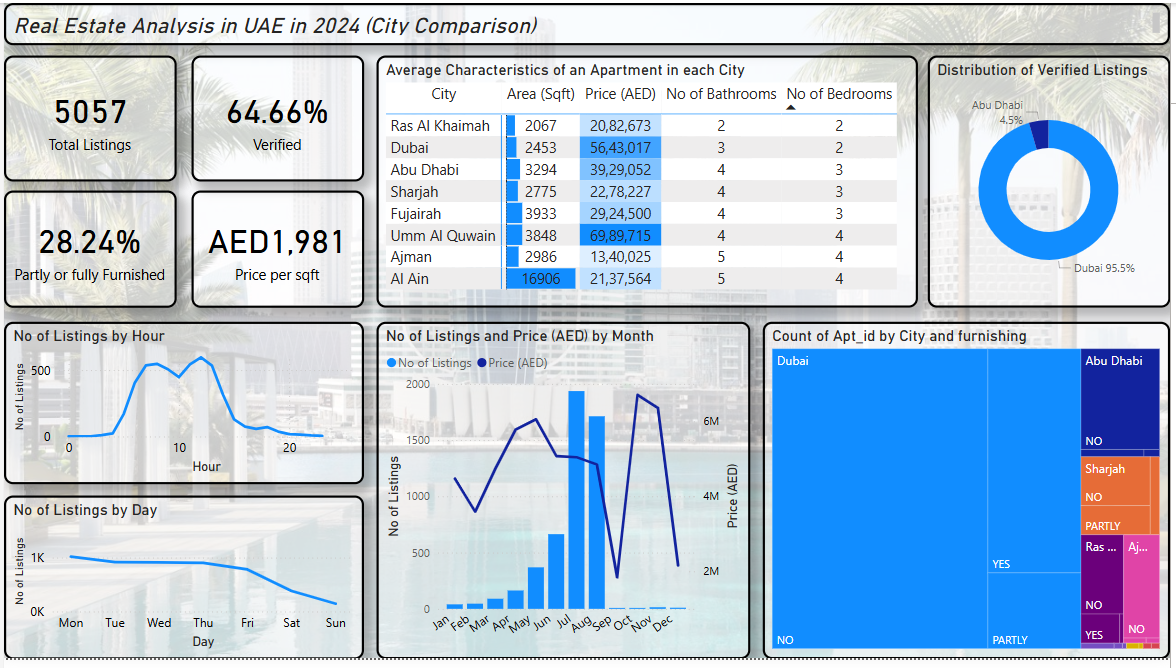 Real Estate Analysis in UAE in 2024 (City Comparison)
5057
Total Listings
64.66%
Verified
28.24%
Partly or fully Furnished
AED1,981
Price per sqft
Average Characteristics of an Apartment in each City
City Area (Sqft) Price (AED) No of Bathrooms No of Bedrooms
Ras Al Khaimah 2067 20,82,673 2 2
Dubai 2453 56,43,017 3 2
Abu Dhabi 3294 39,29,052 4 3
Sharjah 2775 22,78,227 4 3
Fujairah 3933 29,24,500 4 3
Umm Al Quwain 3848 69,89,715 4 4
Ajman 2986 13,40,025 5 4
Al Ain 16906 21,37,564 5 4
Distribution of Verified Listings
Abu Dhabi
4.5%
Dubai 95.5%
No of Listings by Hour
No of Listings
500
0
0 10 20
Hour
No of Listings by Day
No of Listings
1K
0K
Mon Tue Wed Thu Fri Sat Sun
Day
No of Listings and Price (AED) by Month
No of Listings Price (AED)
No of Listings
2000
1500
1000
500
0
6M
4M
2M
Price (AED)
Jan Feb Mar Apr May Jun Jul Aug Sep Oct Nov Dec
Count of Apt_id by City and furnishing
Dubai
NO
YES
PARTLY
Abu Dhabi
NO
Sharjah
NO
PARTLY
Ras ...
NO
YES
Aj...
NO